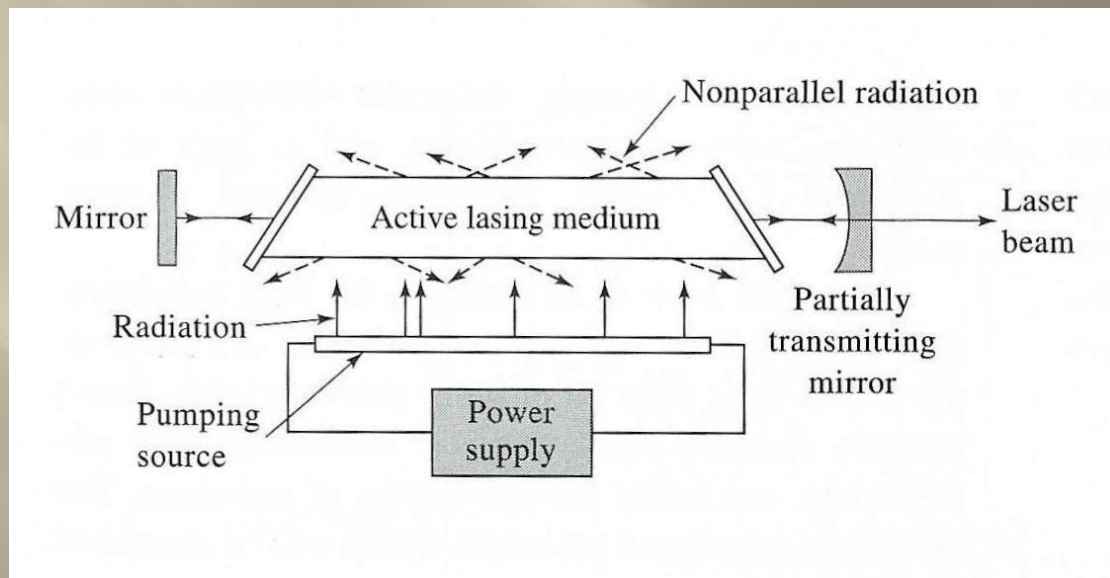 Nonparallel radiation
Mirror
Active lasing medium
Laser
beam
Radiation
Partially
transmitting
mirror
Pumping
source
Power
supply